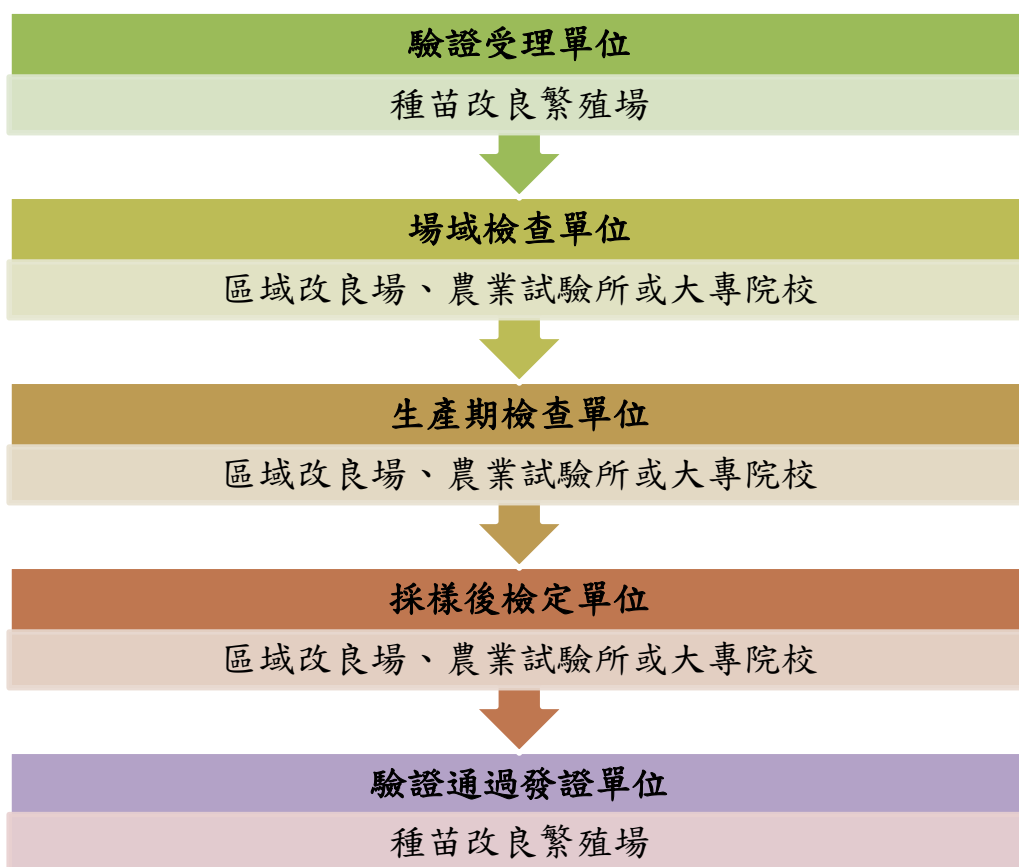 驗證受理單位
種苗改良繁殖場
場域檢查單位
區域改良場、農業試驗所或大專院校
生產期檢查單位
區域改良場、農業試驗所或大專院校
採樣後檢定單位
區域改良場、農業試驗所或大專院校
驗證通過發證單位
種苗改良繁殖場